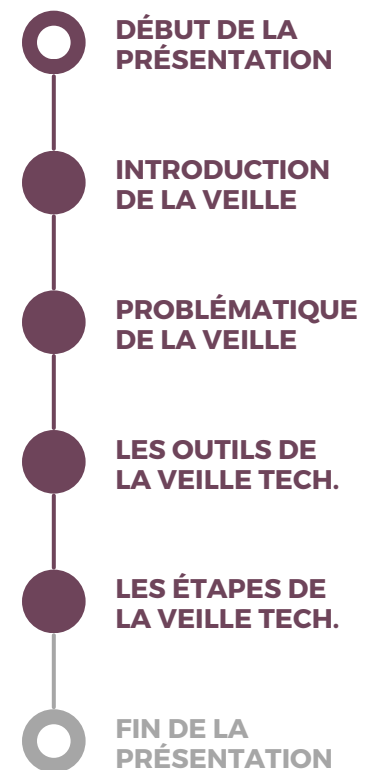 DÉBUT DE LA
PRÉSENTATION
INTRODUCTION
DE LA VEILLE
PROBLÉMATIQUE
DE LA VEILLE
LES OUTILS DE
LA VEILLE TECH.
LES ÉTAPES DE
LA VEILLE TECH.
FIN DE LA
PRÉSENTATION